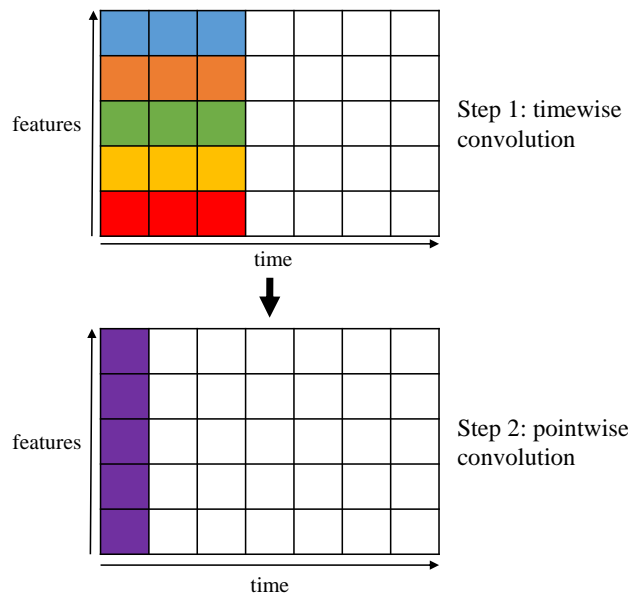 features
Step 1: timewise
convolution
time
features
Step 2: pointwise
convolution
time